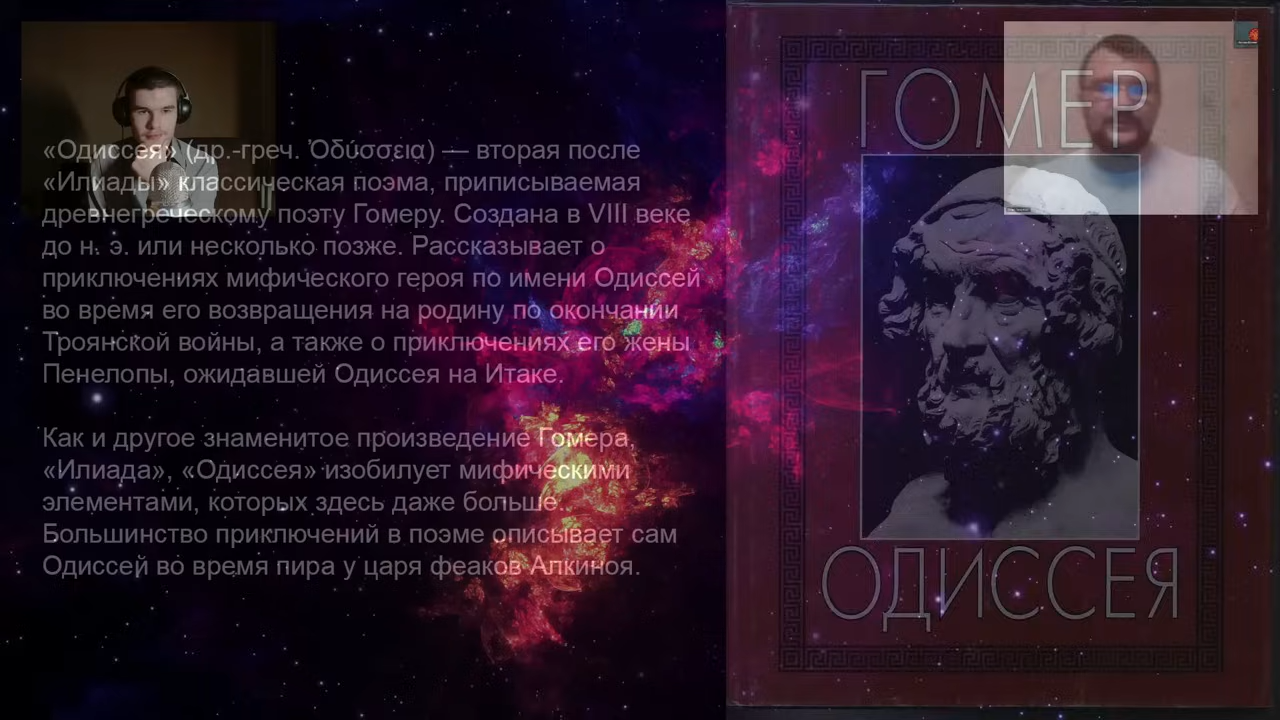 «Одиссея» (др.-греч. Ὀδύσσεια) — вторая после
«Илиады» классическая поэма, приписываемая
древнегреческому поэту Гомеру. Создана в VIII веке
до н. э. или несколько позже. Рассказывает о
приключениях мифического героя по имени Одиссей
во время его возвращения на родину по окончании
Троянской войны, а также о приключениях его жены
Пенелопы, ожидавшей Одиссея на Итаке.
Как и другое знаменитое произведение Гомера,
«Илиада», «Одиссея» изобилует мифическими
элементами, которых здесь даже больше.
Большинство приключений в поэме описывает сам
Одиссей во время пира у царя феаков Алкиноя.
ГОМЕР
ОДИССЕЯ